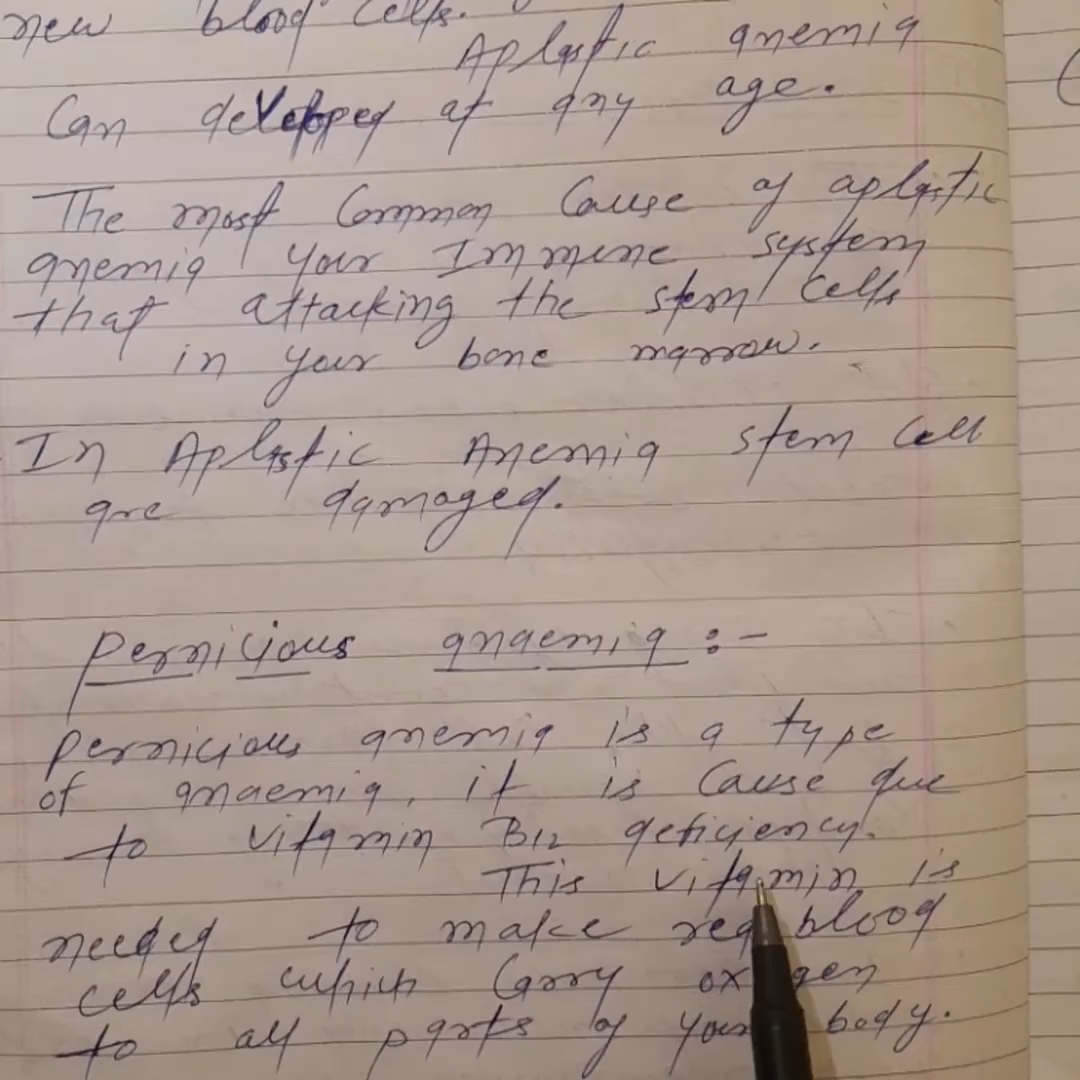 new blood cells.
Aplastic anemia
Can developed at any age.
The most Common Cause of aplastic
anemia your Immune system
that attacking the stem cells
in your bone marrow.
In Aplastic Anemia stem cell
are damaged.
Pernicious anaemia :-
Pernicious anemia is a type
of anaemia, it is Cause due
to vitamin B12 deficiency.
This vitamin is
needed to make red blood
cells which Carry oxygen
to all parts of your body.